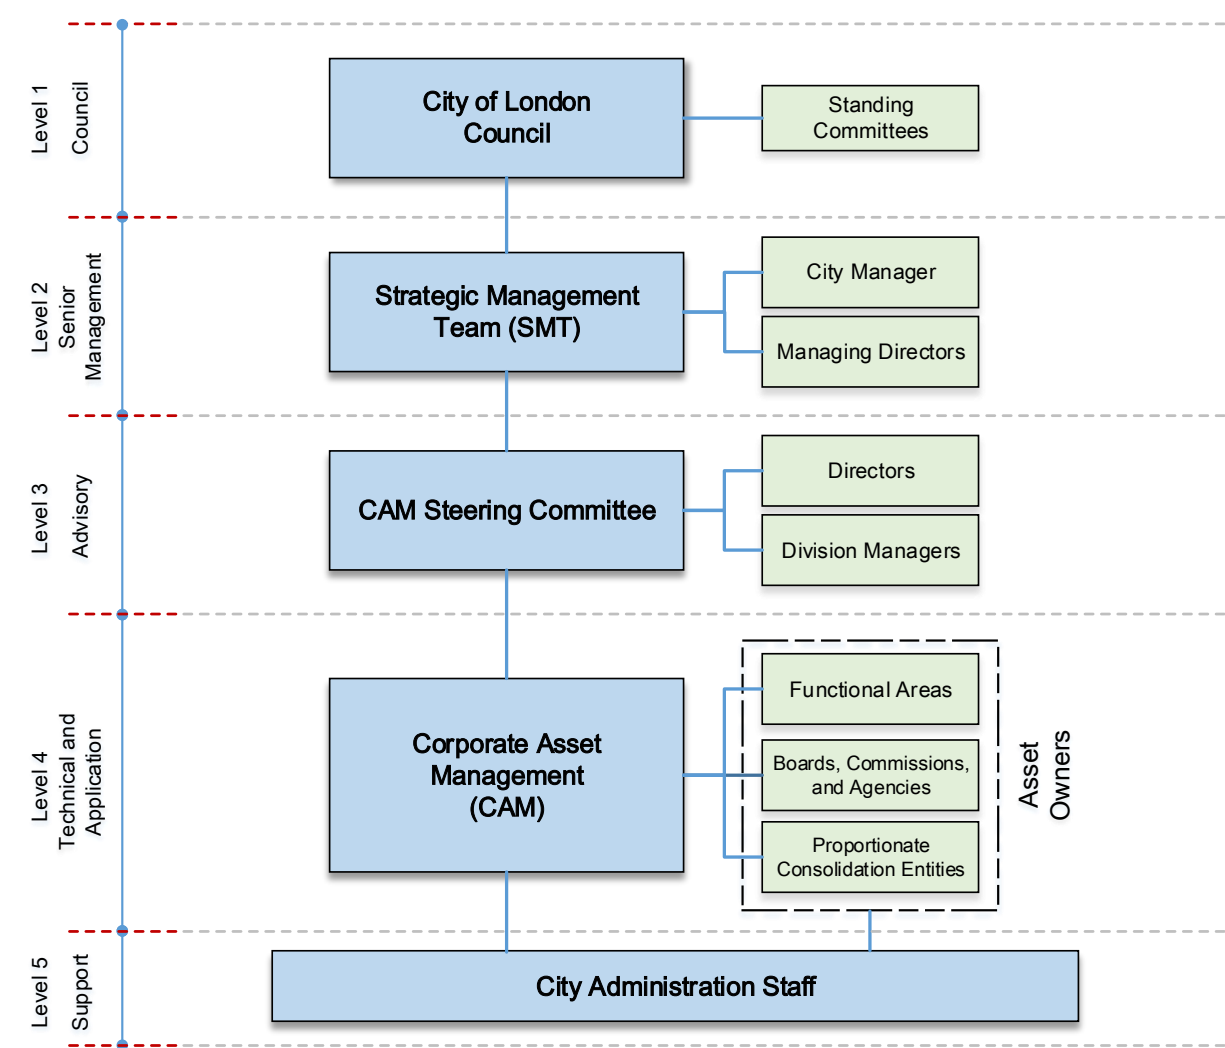 Level 1
Council
City of London
Council
Standing
Committees
Level 2
Senior
Management
Strategic Management
Team (SMT)
City Manager
Managing Directors
Level 3
Advisory
CAM Steering Committee
Directors
Division Managers
Level 4
Technical and
Application
Corporate Asset
Management
(CAM)
Functional Areas
Boards, Commissions,
and Agencies
Proportionate
Consolidation Entities
Asset
Owners
Level 5
Support
City Administration Staff